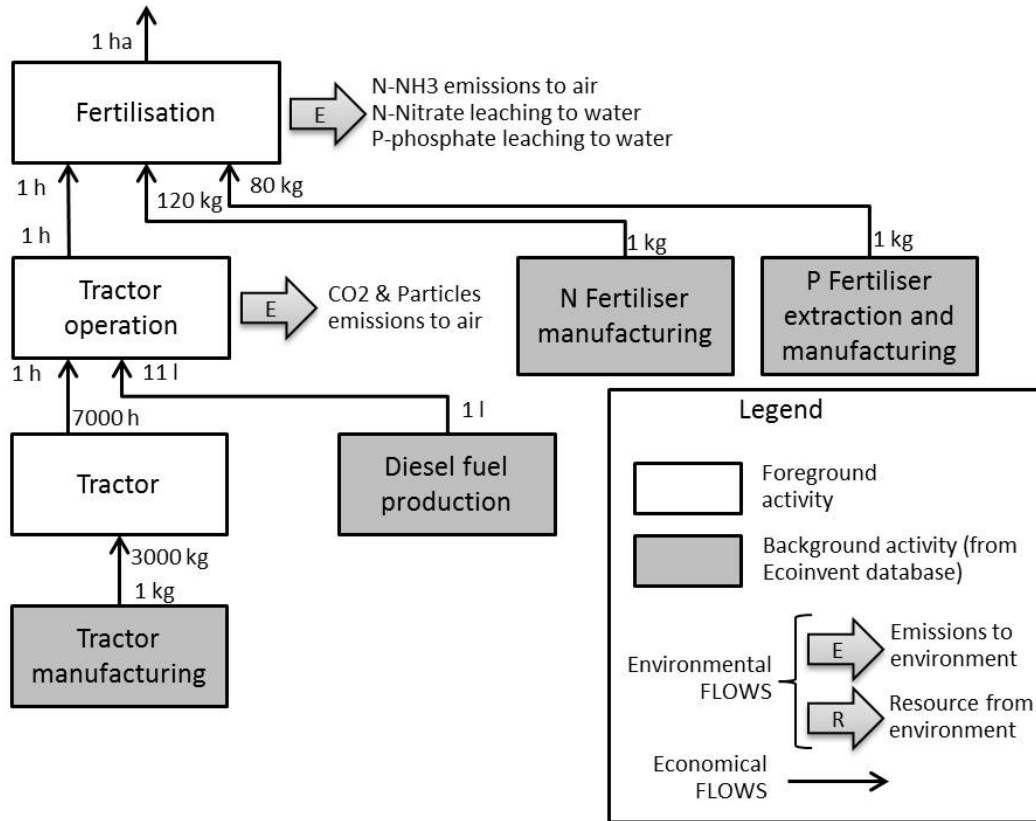 1 ha
Fertilisation
E
N-NH3 emissions to air
N-Nitrate leaching to water
P-phosphate leaching to water
1 h
120 kg
80 kg
1 h
1 kg
1 kg
Tractor
operation
E
CO2 & Particles
emissions to air
N Fertiliser
manufacturing
P Fertiliser
extraction and
manufacturing
1 h
11 l
7000 h
1 l
Tractor
Diesel fuel
production
3000 kg
1 kg
Tractor
manufacturing
Legend
Foreground
activity
Background activity (from
Ecoinvent database)
Environmental
FLOWS
E
Emissions to
environment
R
Resource from
environment
Economical
FLOWS